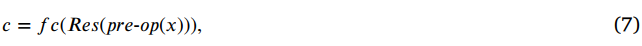 c = fc(Res(pre-op(x))), (7)